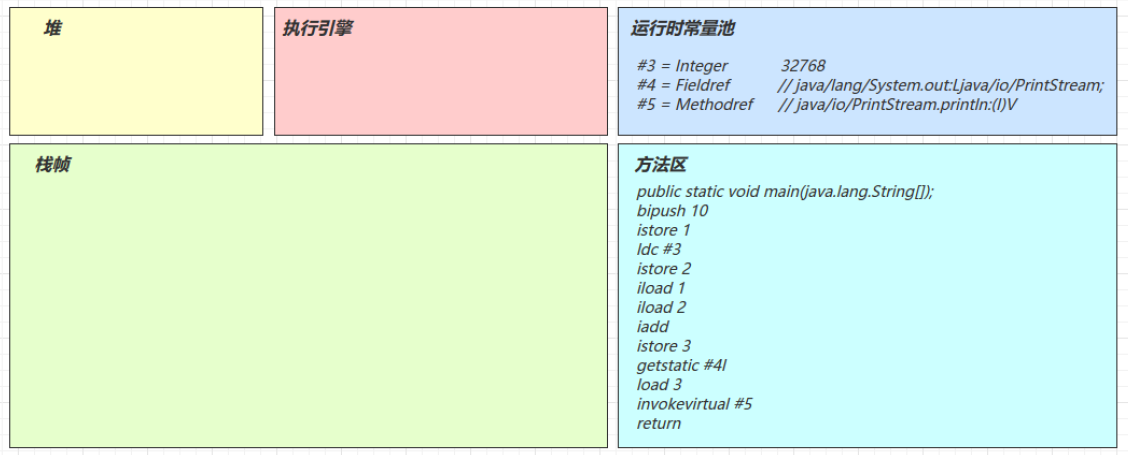 堆
执行引擎
运行时常量池
#3 = Integer 32768
#4 = Fieldref // java/lang/System.out:Ljava/io/PrintStream;
#5 = Methodref // java/io/PrintStream.println:(I)V
栈帧
方法区
public static void main(java.lang.String[]);
bipush 10
istore 1
ldc #3
istore 2
iload 1
iload 2
iadd
istore 3
getstatic #4I
load 3
invokevirtual #5
return